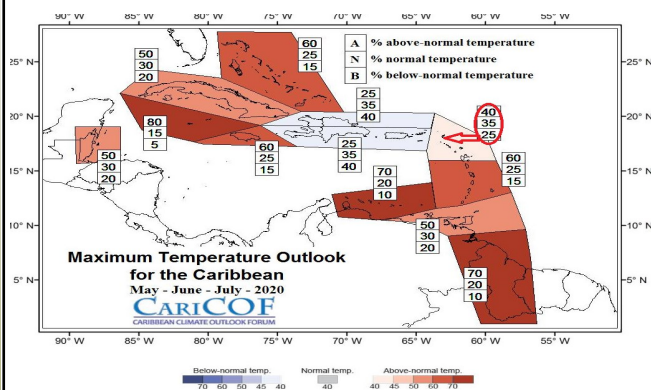 90° W 85° W 80° W 75° W 70° W 65° W 60° W 55° W
A % above-normal temperature
N % normal temperature
B % below-normal temperature
25° N
20° N
15° N
10° N
5° N
50
30
20
60
25
15
25
35
40
40
35
25
80
15
5
60
25
15
25
35
40
50
30
20
60
25
15
70
20
10
50
30
20
70
20
10
Maximum Temperature Outlook
for the Caribbean
May - June - July - 2020
CARICOF
CARIBBEAN CLIMATE OUTLOOK FORUM
90° W 85° W 80° W 75° W 70° W 65° W 60° W 55° W
Below-normal temp. Normal temp. Above-normal temp.
70 60 50 45 40 40 40 45 50 60 70